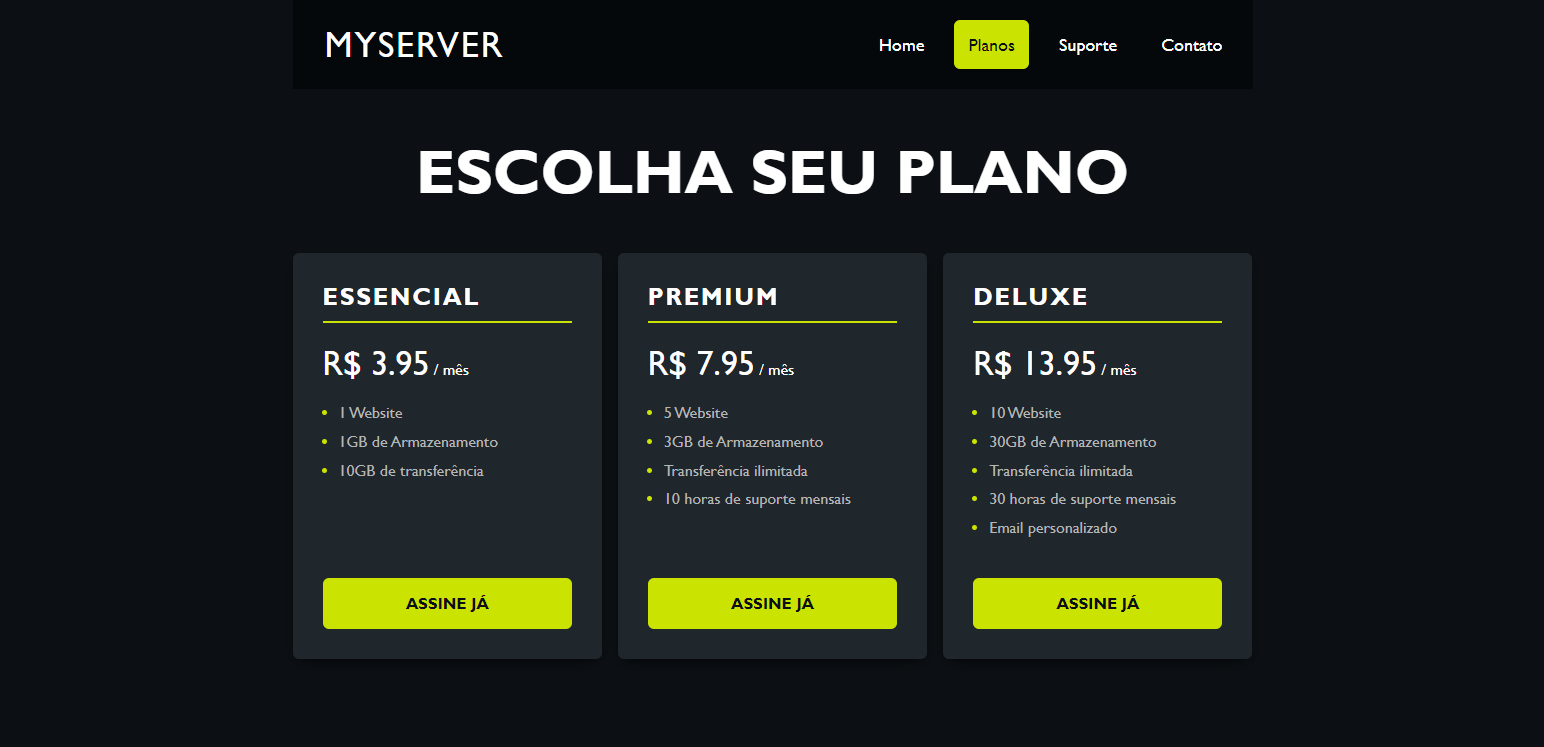 MYSERVER
Home Planos Suporte Contato
ESCOLHA SEU PLANO
ESSENCIAL
R$ 3.95 / mês
1 Website
1GB de Armazenamento
10GB de transferência
ASSINE JÁ
PREMIUM
R$ 7.95 / mês
5 Website
3GB de Armazenamento
Transferência ilimitada
10 horas de suporte mensais
ASSINE JÁ
DELUXE
R$ 13.95 / mês
10 Website
30GB de Armazenamento
Transferência ilimitada
30 horas de suporte mensais
Email personalizado
ASSINE JÁ